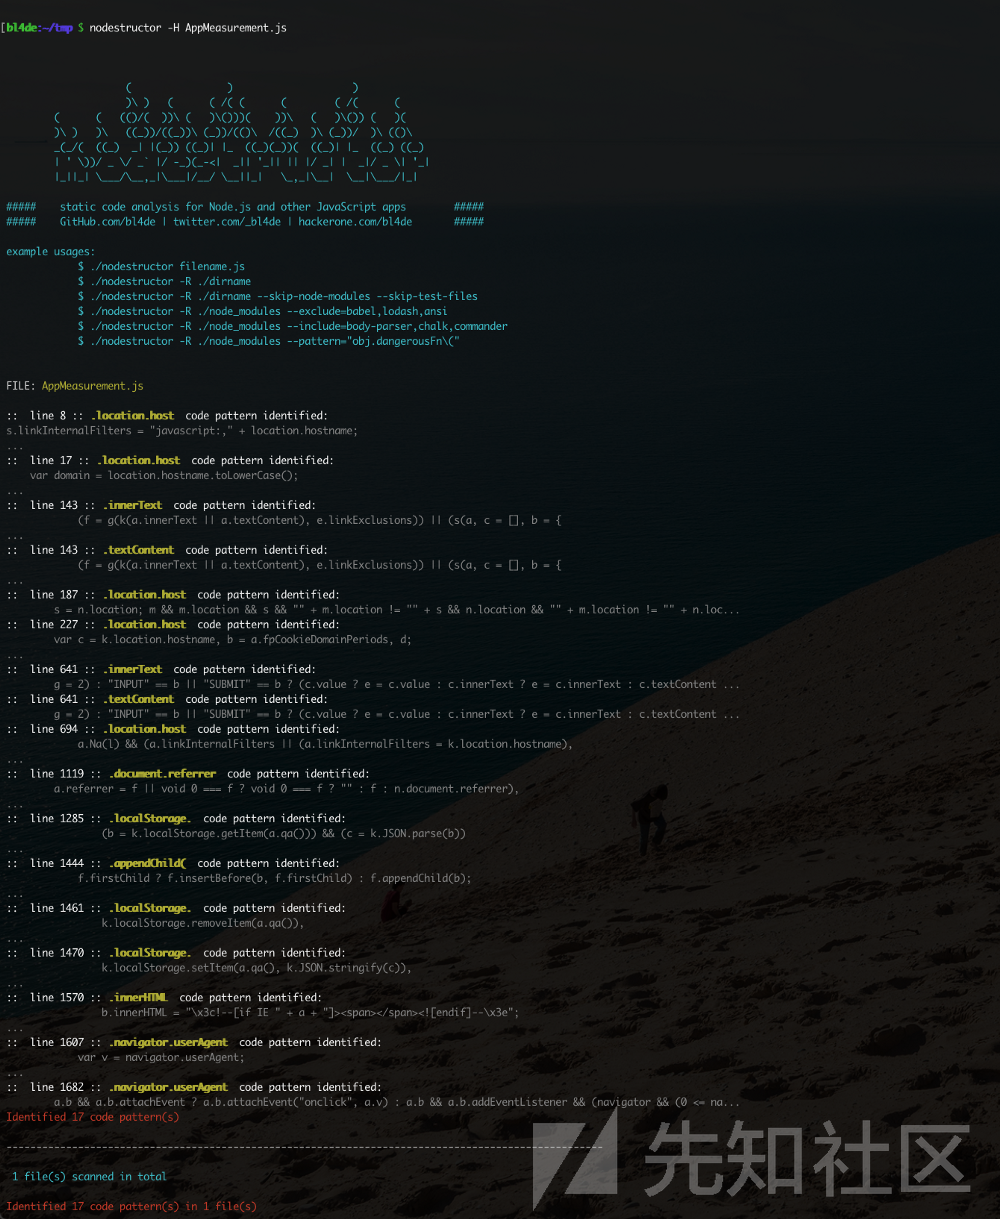 [bl4de:~/tmp $ nodestructor -H AppMeasurement.js
##### static code analysis for Node.js and other JavaScript apps #####
##### GitHub.com/bl4de | twitter.com/_bl4de | hackerone.com/bl4de #####
example usages:
$ ./nodestructor filename.js
$ ./nodestructor -R ./dirname
$ ./nodestructor -R ./dirname --skip-node-modules --skip-test-files
$ ./nodestructor -R ./node_modules --exclude=babel,lodash,ansi
$ ./nodestructor -R ./node_modules --include=body-parser,chalk,commander
$ ./nodestructor -R ./node_modules --pattern="obj.dangerousFn\("
FILE: AppMeasurement.js
:: line 8 :: .location.host code pattern identified:
s.linkInternalFilters = "javascript:," + location.hostname;
...
:: line 17 :: .location.host code pattern identified:
var domain = location.hostname.toLowerCase();
...
:: line 143 :: .innerText code pattern identified:
(f = g(k(a.innerText || a.textContent), e.linkExclusions)) || (s(a, c = [], b = {
...
:: line 143 :: .textContent code pattern identified:
(f = g(k(a.innerText || a.textContent), e.linkExclusions)) || (s(a, c = [], b = {
...
:: line 187 :: .location.host code pattern identified:
s = n.location; m && m.location && s && "" + m.location != "" + s && n.location && "" + m.location != "" + n.loc...
:: line 227 :: .location.host code pattern identified:
var c = k.location.hostname, b = a.fpCookieDomainPeriods, d;
...
:: line 641 :: .innerText code pattern identified:
g = 2) : "INPUT" == b || "SUBMIT" == b ? (c.value ? e = c.value : c.innerText ? e = c.innerText : c.textContent ...
:: line 641 :: .textContent code pattern identified:
g = 2) : "INPUT" == b || "SUBMIT" == b ? (c.value ? e = c.value : c.innerText ? e = c.innerText : c.textContent ...
:: line 694 :: .location.host code pattern identified:
a.Na(l) && (a.linkInternalFilters || (a.linkInternalFilters = k.location.hostname),
...
:: line 1119 :: .document.referrer code pattern identified:
a.referrer = f || void 0 === f ? void 0 === f ? "" : f : n.document.referrer),
...
:: line 1285 :: .localStorage. code pattern identified:
(b = k.localStorage.getItem(a.qa())) && (c = k.JSON.parse(b))
...
:: line 1444 :: .appendChild( code pattern identified:
f.firstChild ? f.insertBefore(b, f.firstChild) : f.appendChild(b);
...
:: line 1461 :: .localStorage. code pattern identified:
k.localStorage.removeItem(a.qa()),
...
:: line 1470 :: .localStorage. code pattern identified:
k.localStorage.setItem(a.qa(), k.JSON.stringify(c)),
...
:: line 1570 :: .innerHTML code pattern identified:
b.innerHTML = "\x3c!--[if IE " + a + "]><span></span><![endif]--\x3e";
...
:: line 1607 :: .navigator.userAgent code pattern identified:
var v = navigator.userAgent;
...
:: line 1682 :: .navigator.userAgent code pattern identified:
a.b && a.b.attachEvent ? a.b.attachEvent("onclick", a.v) : a.b && a.b.addEventListener && (navigator && (0 <= na...
Identified 17 code pattern(s)
1 file(s) scanned in total
Identified 17 code pattern(s) in 1 file(s)
先知社区